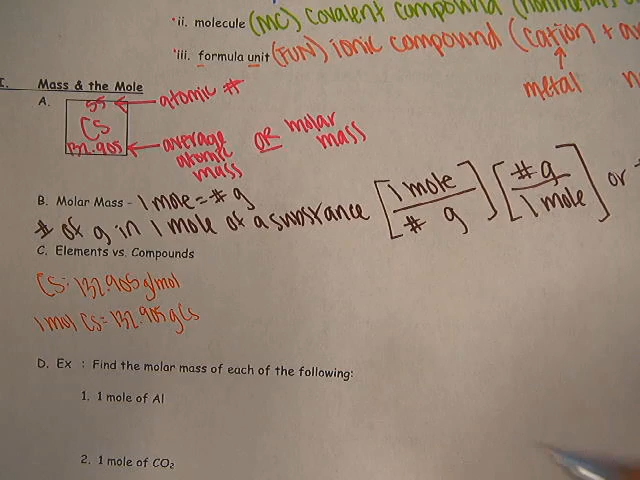 ii. molecule (MC) covalent compound (nonmetals
iii. formula unit (FUN) ionic compound (cation +
metal
I. Mass & the Mole
A. 55 ← atomic #
Cs
132.905 ← average atomic mass OR molar mass
B. Molar Mass - 1 mole = # g
# of g in 1 mole of a substance [1 mole / # g] [# g / 1 mole] or
C. Elements vs. Compounds
Cs: 132.905 g/mol
1 mol Cs = 132.905 g Cs
D. Ex : Find the molar mass of each of the following:
1. 1 mole of Al
2. 1 mole of CO₂